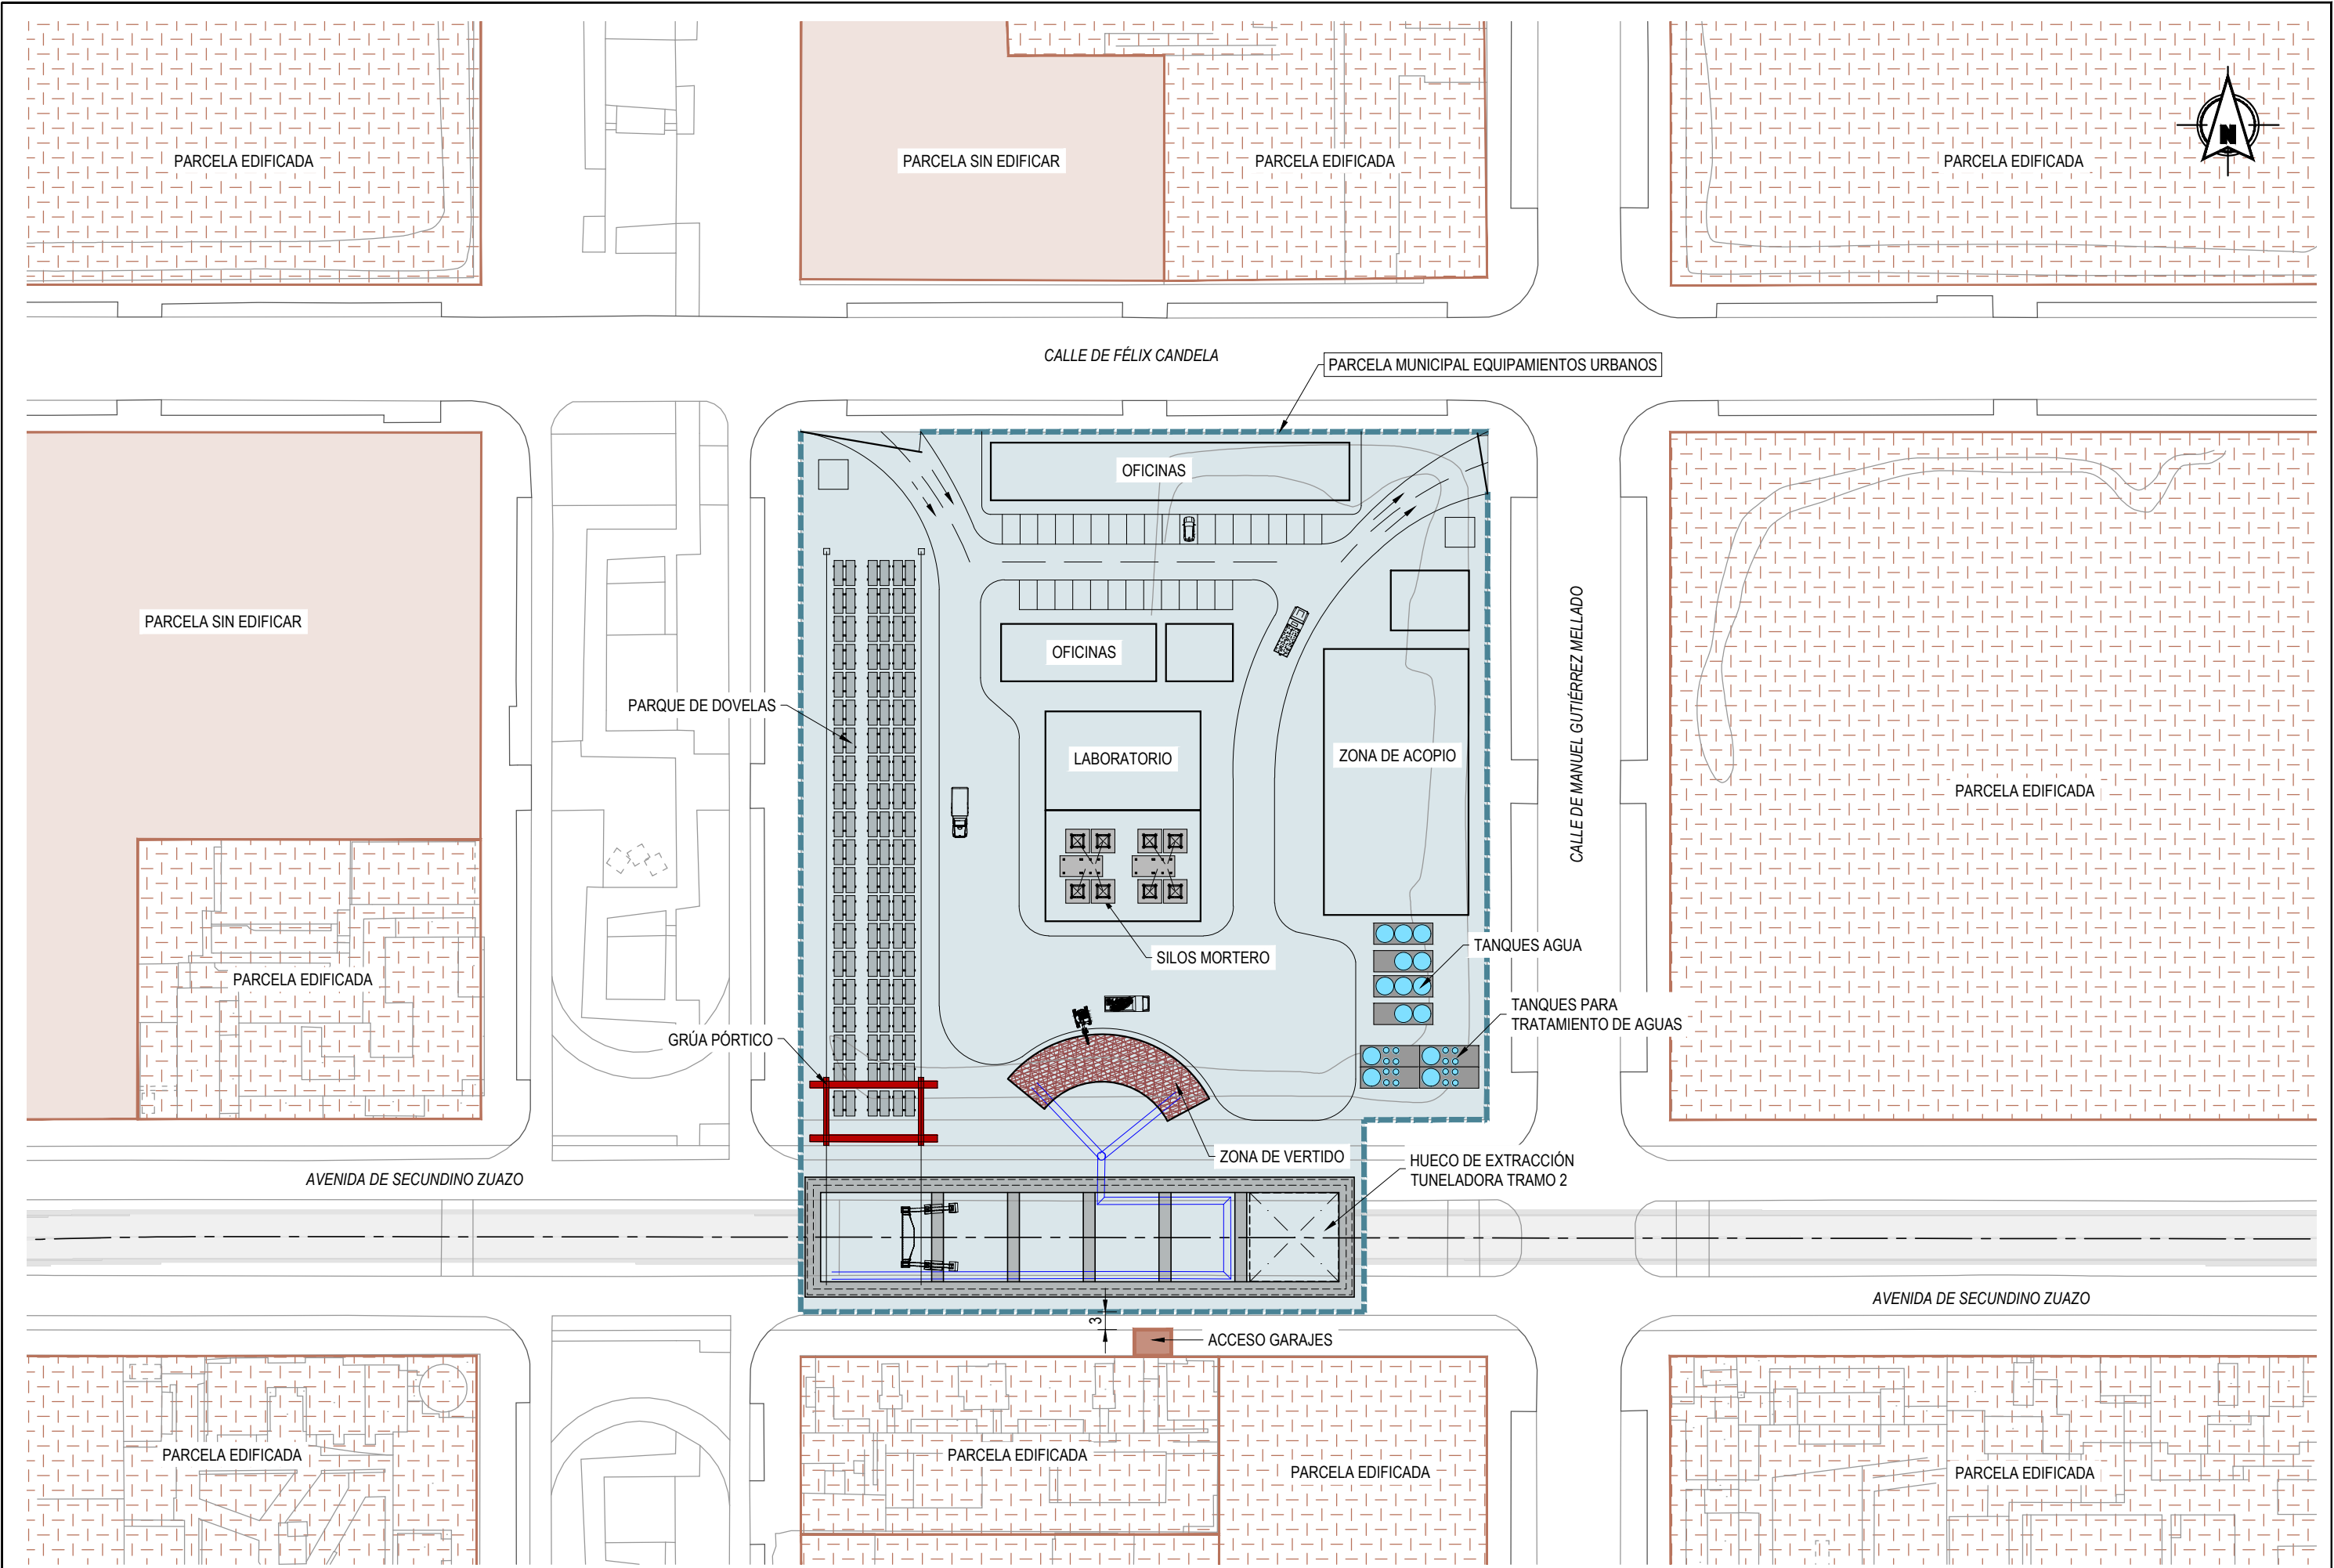 PARCELA EDIFICADA
PARCELA SIN EDIFICAR
PARCELA EDIFICADA
PARCELA EDIFICADA
N
CALLE DE FÉLIX CANDELA
PARCELA MUNICIPAL EQUIPAMIENTOS URBANOS
OFICINAS
PARCELA SIN EDIFICAR
OFICINAS
CALLE DE MANUEL GUTIÉRREZ MELLADO
PARQUE DE DOVELAS
LABORATORIO
ZONA DE ACOPIO
PARCELA EDIFICADA
TANQUES AGUA
SILOS MORTERO
PARCELA EDIFICADA
TANQUES PARA
TRATAMIENTO DE AGUAS
GRÚA PÓRTICO
ZONA DE VERTIDO
HUECO DE EXTRACCIÓN
TUNELADORA TRAMO 2
AVENIDA DE SECUNDINO ZUAZO
AVENIDA DE SECUNDINO ZUAZO
3
ACCESO GARAJES
PARCELA EDIFICADA
PARCELA EDIFICADA
PARCELA EDIFICADA
PARCELA EDIFICADA